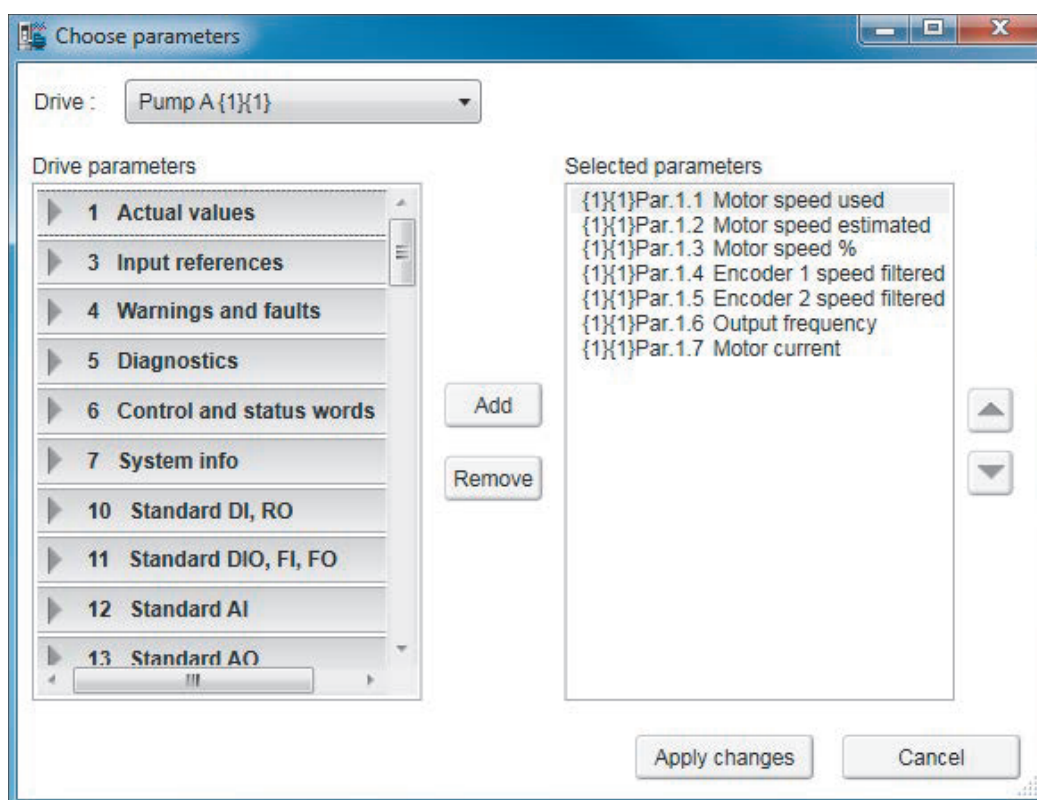 Choose parameters
Drive : Pump A {1}{1}
Drive parameters
1 Actual values
3 Input references
4 Warnings and faults
5 Diagnostics
6 Control and status words
7 System info
10 Standard DI, RO
11 Standard DIO, FI, FO
12 Standard AI
13 Standard AO
Add
Remove
Selected parameters
{1}{1}Par.1.1 Motor speed used
{1}{1}Par.1.2 Motor speed estimated
{1}{1}Par.1.3 Motor speed %
{1}{1}Par.1.4 Encoder 1 speed filtered
{1}{1}Par.1.5 Encoder 2 speed filtered
{1}{1}Par.1.6 Output frequency
{1}{1}Par.1.7 Motor current
Apply changes
Cancel